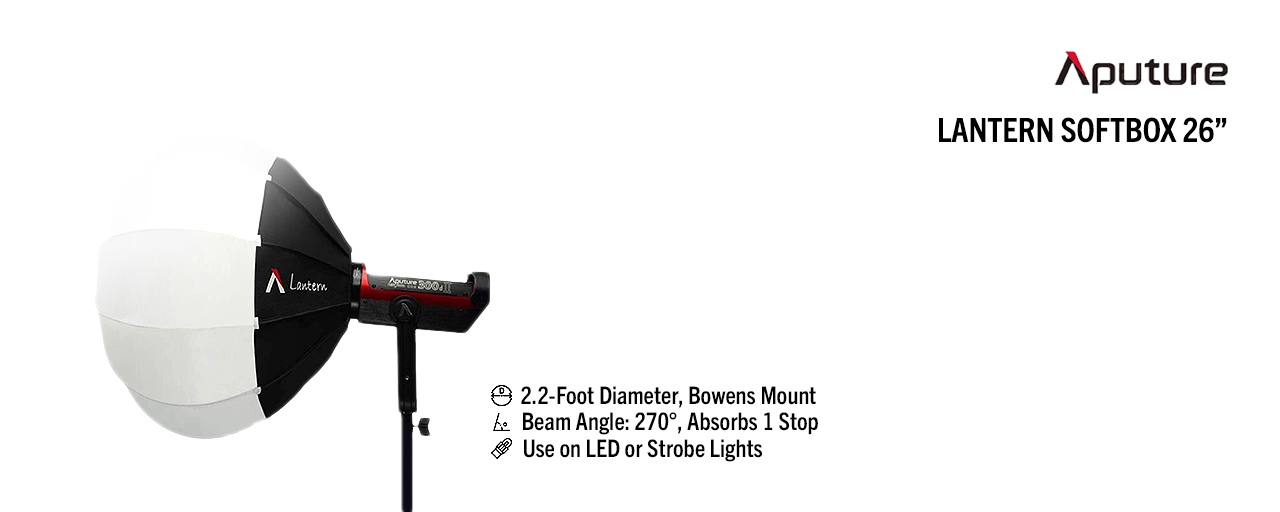 Aputure
LANTERN SOFTBOX 26”
Lantern
Aputure
300d II
2.2-Foot Diameter, Bowens Mount
Beam Angle: 270°, Absorbs 1 Stop
Use on LED or Strobe Lights